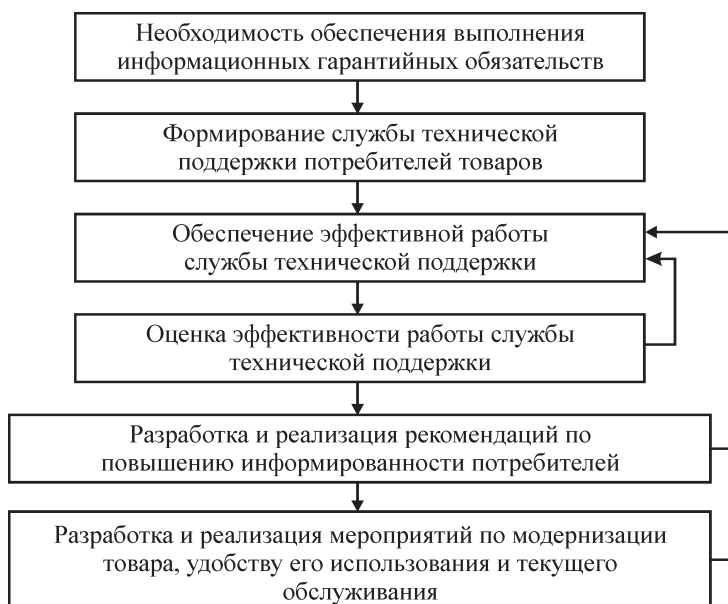 Необходимость обеспечения выполнения
информационных гарантийных обязательств
Формирование службы технической
поддержки потребителей товаров
Обеспечение эффективной работы
службы технической поддержки
Оценка эффективности работы службы
технической поддержки
Разработка и реализация рекомендаций по
повышению информированности потребителей
Разработка и реализация мероприятий по модернизации
товара, удобству его использования и текущего
обслуживания